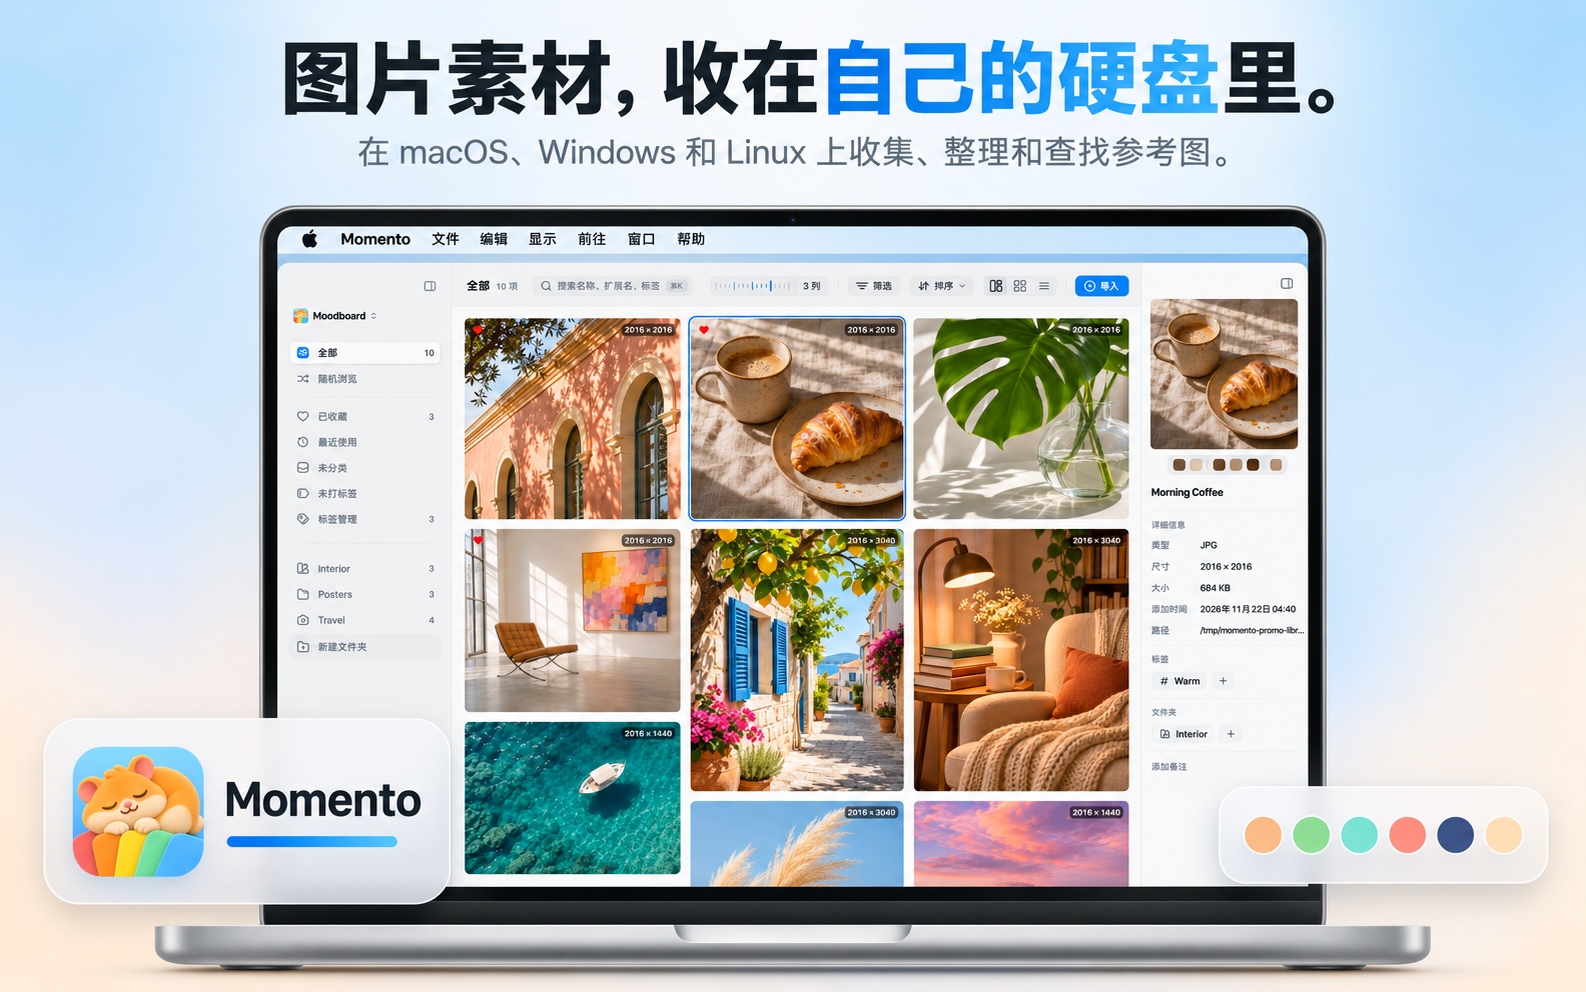 图片素材，收在自己的硬盘里。
在 macOS、Windows 和 Linux 上收集、整理和查找参考图。
Momento 文件 编辑 显示 前往 窗口 帮助
全部 10 项 搜索名称、扩展名、标签 ⌘K 3 列 筛选 排序 导入
Moodboard
全部 10
随机浏览
已收藏 3
最近使用
未分类
未打标签
标签管理 3
Interior 3
Posters 3
Travel 4
新建文件夹
2016 × 2016
2016 × 2016
2016 × 2016
2016 × 2016
2016 × 3040
2016 × 3040
2016 × 1440
2016 × 3040
2016 × 1440
Morning Coffee
详细信息
类型 JPG
尺寸 2016 × 2016
大小 684 KB
添加时间 2026年 11月 22日 04:40
路径 /tmp/momento-promo-libr...
标签
# Warm +
文件夹
Interior +
添加备注
Momento